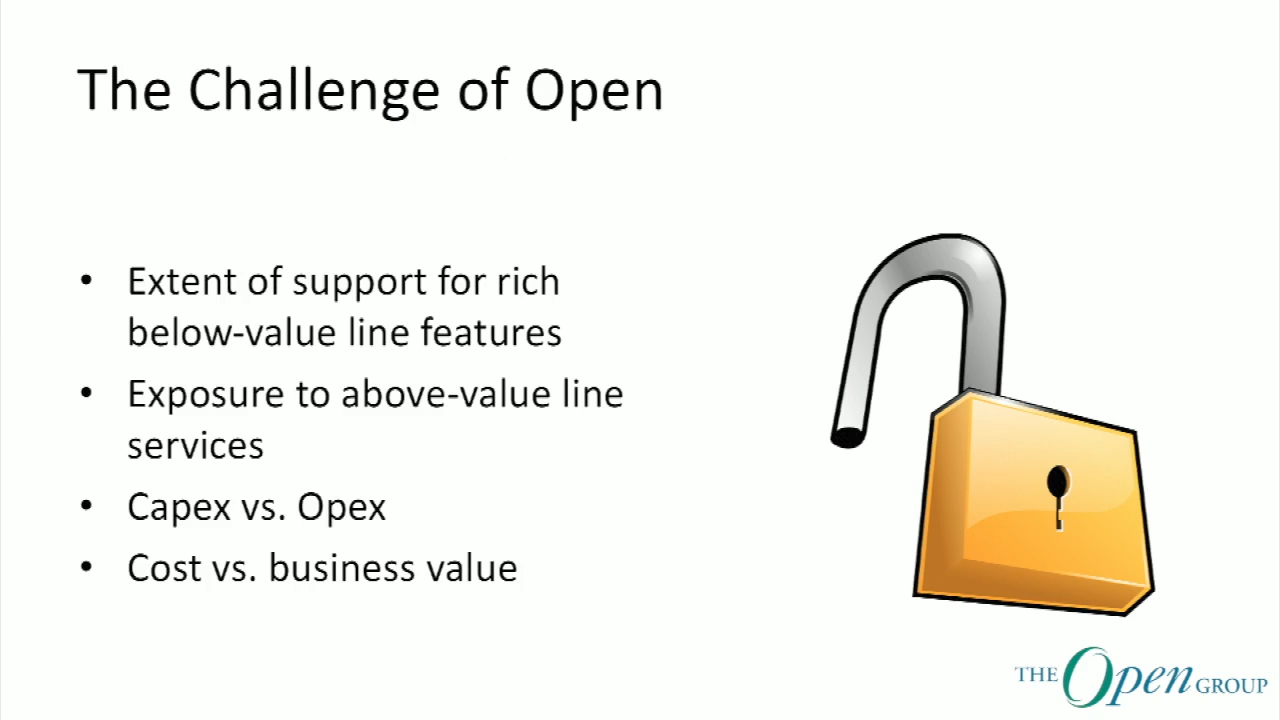 The Challenge of Open
• Extent of support for rich
below-value line features
• Exposure to above-value line
services
• Capex vs. Opex
• Cost vs. business value
THE Open GROUP